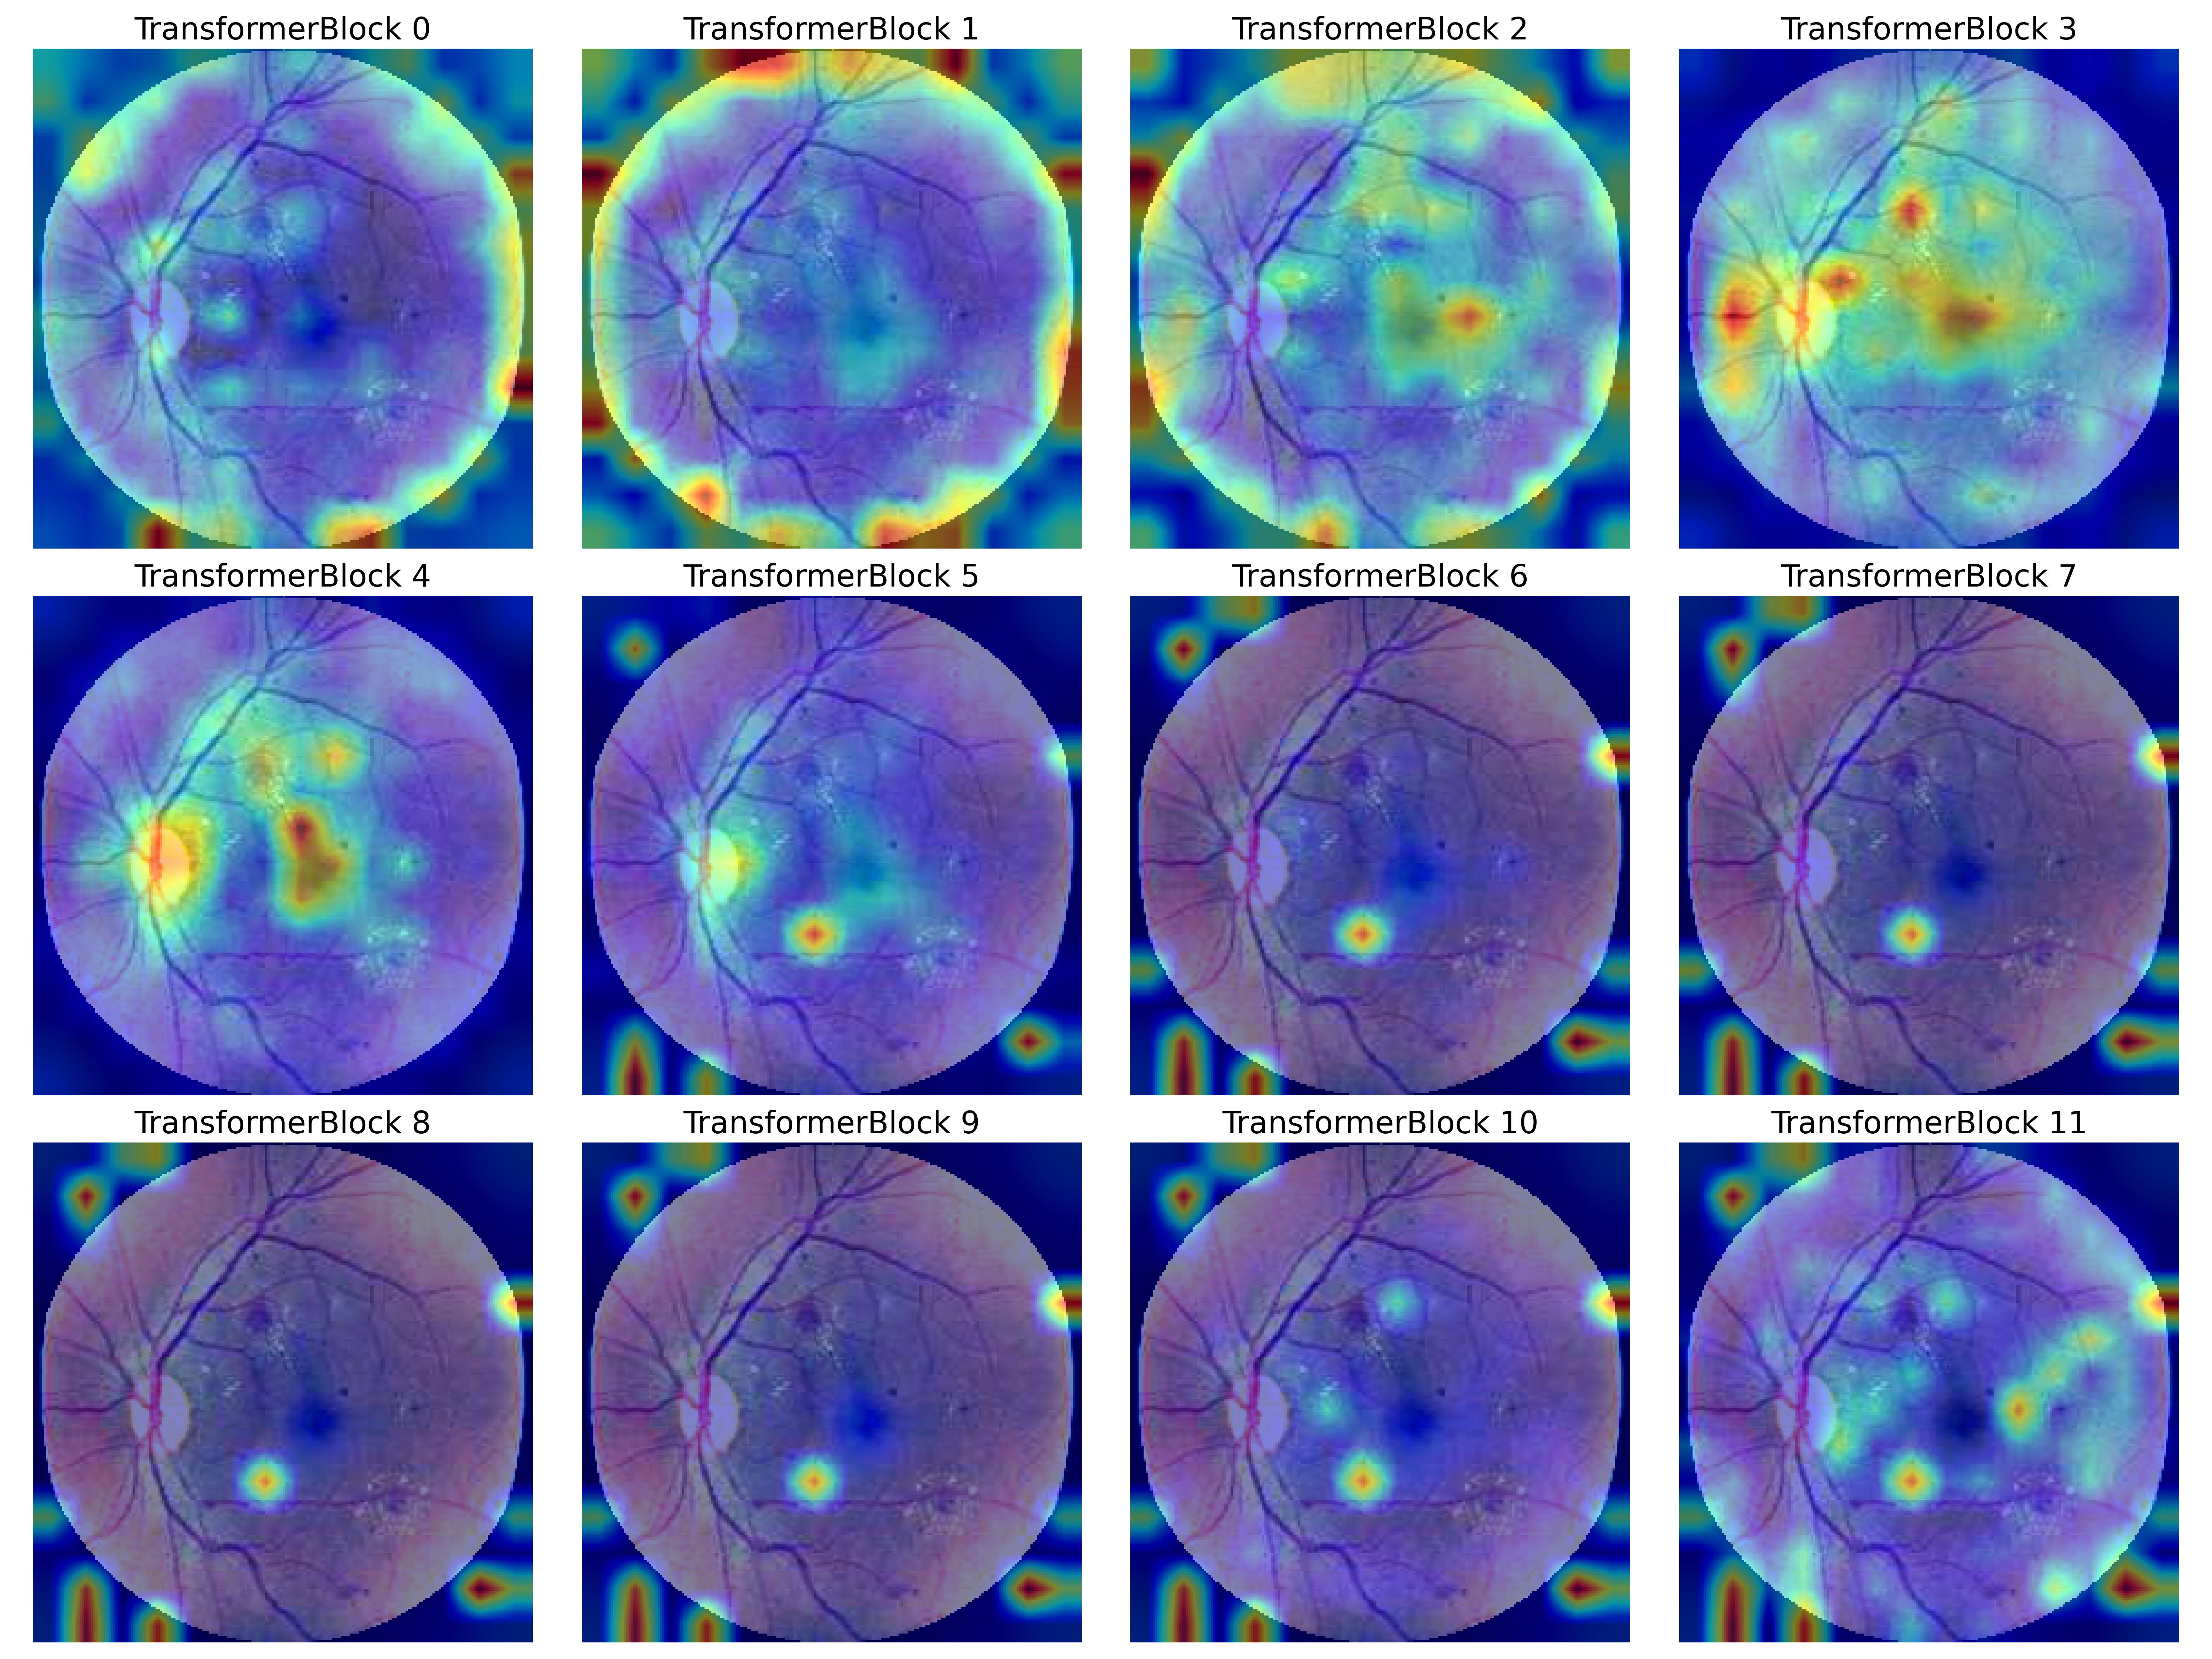 TransformerBlock 0
TransformerBlock 1
TransformerBlock 2
TransformerBlock 3
TransformerBlock 4
TransformerBlock 5
TransformerBlock 6
TransformerBlock 7
TransformerBlock 8
TransformerBlock 9
TransformerBlock 10
TransformerBlock 11